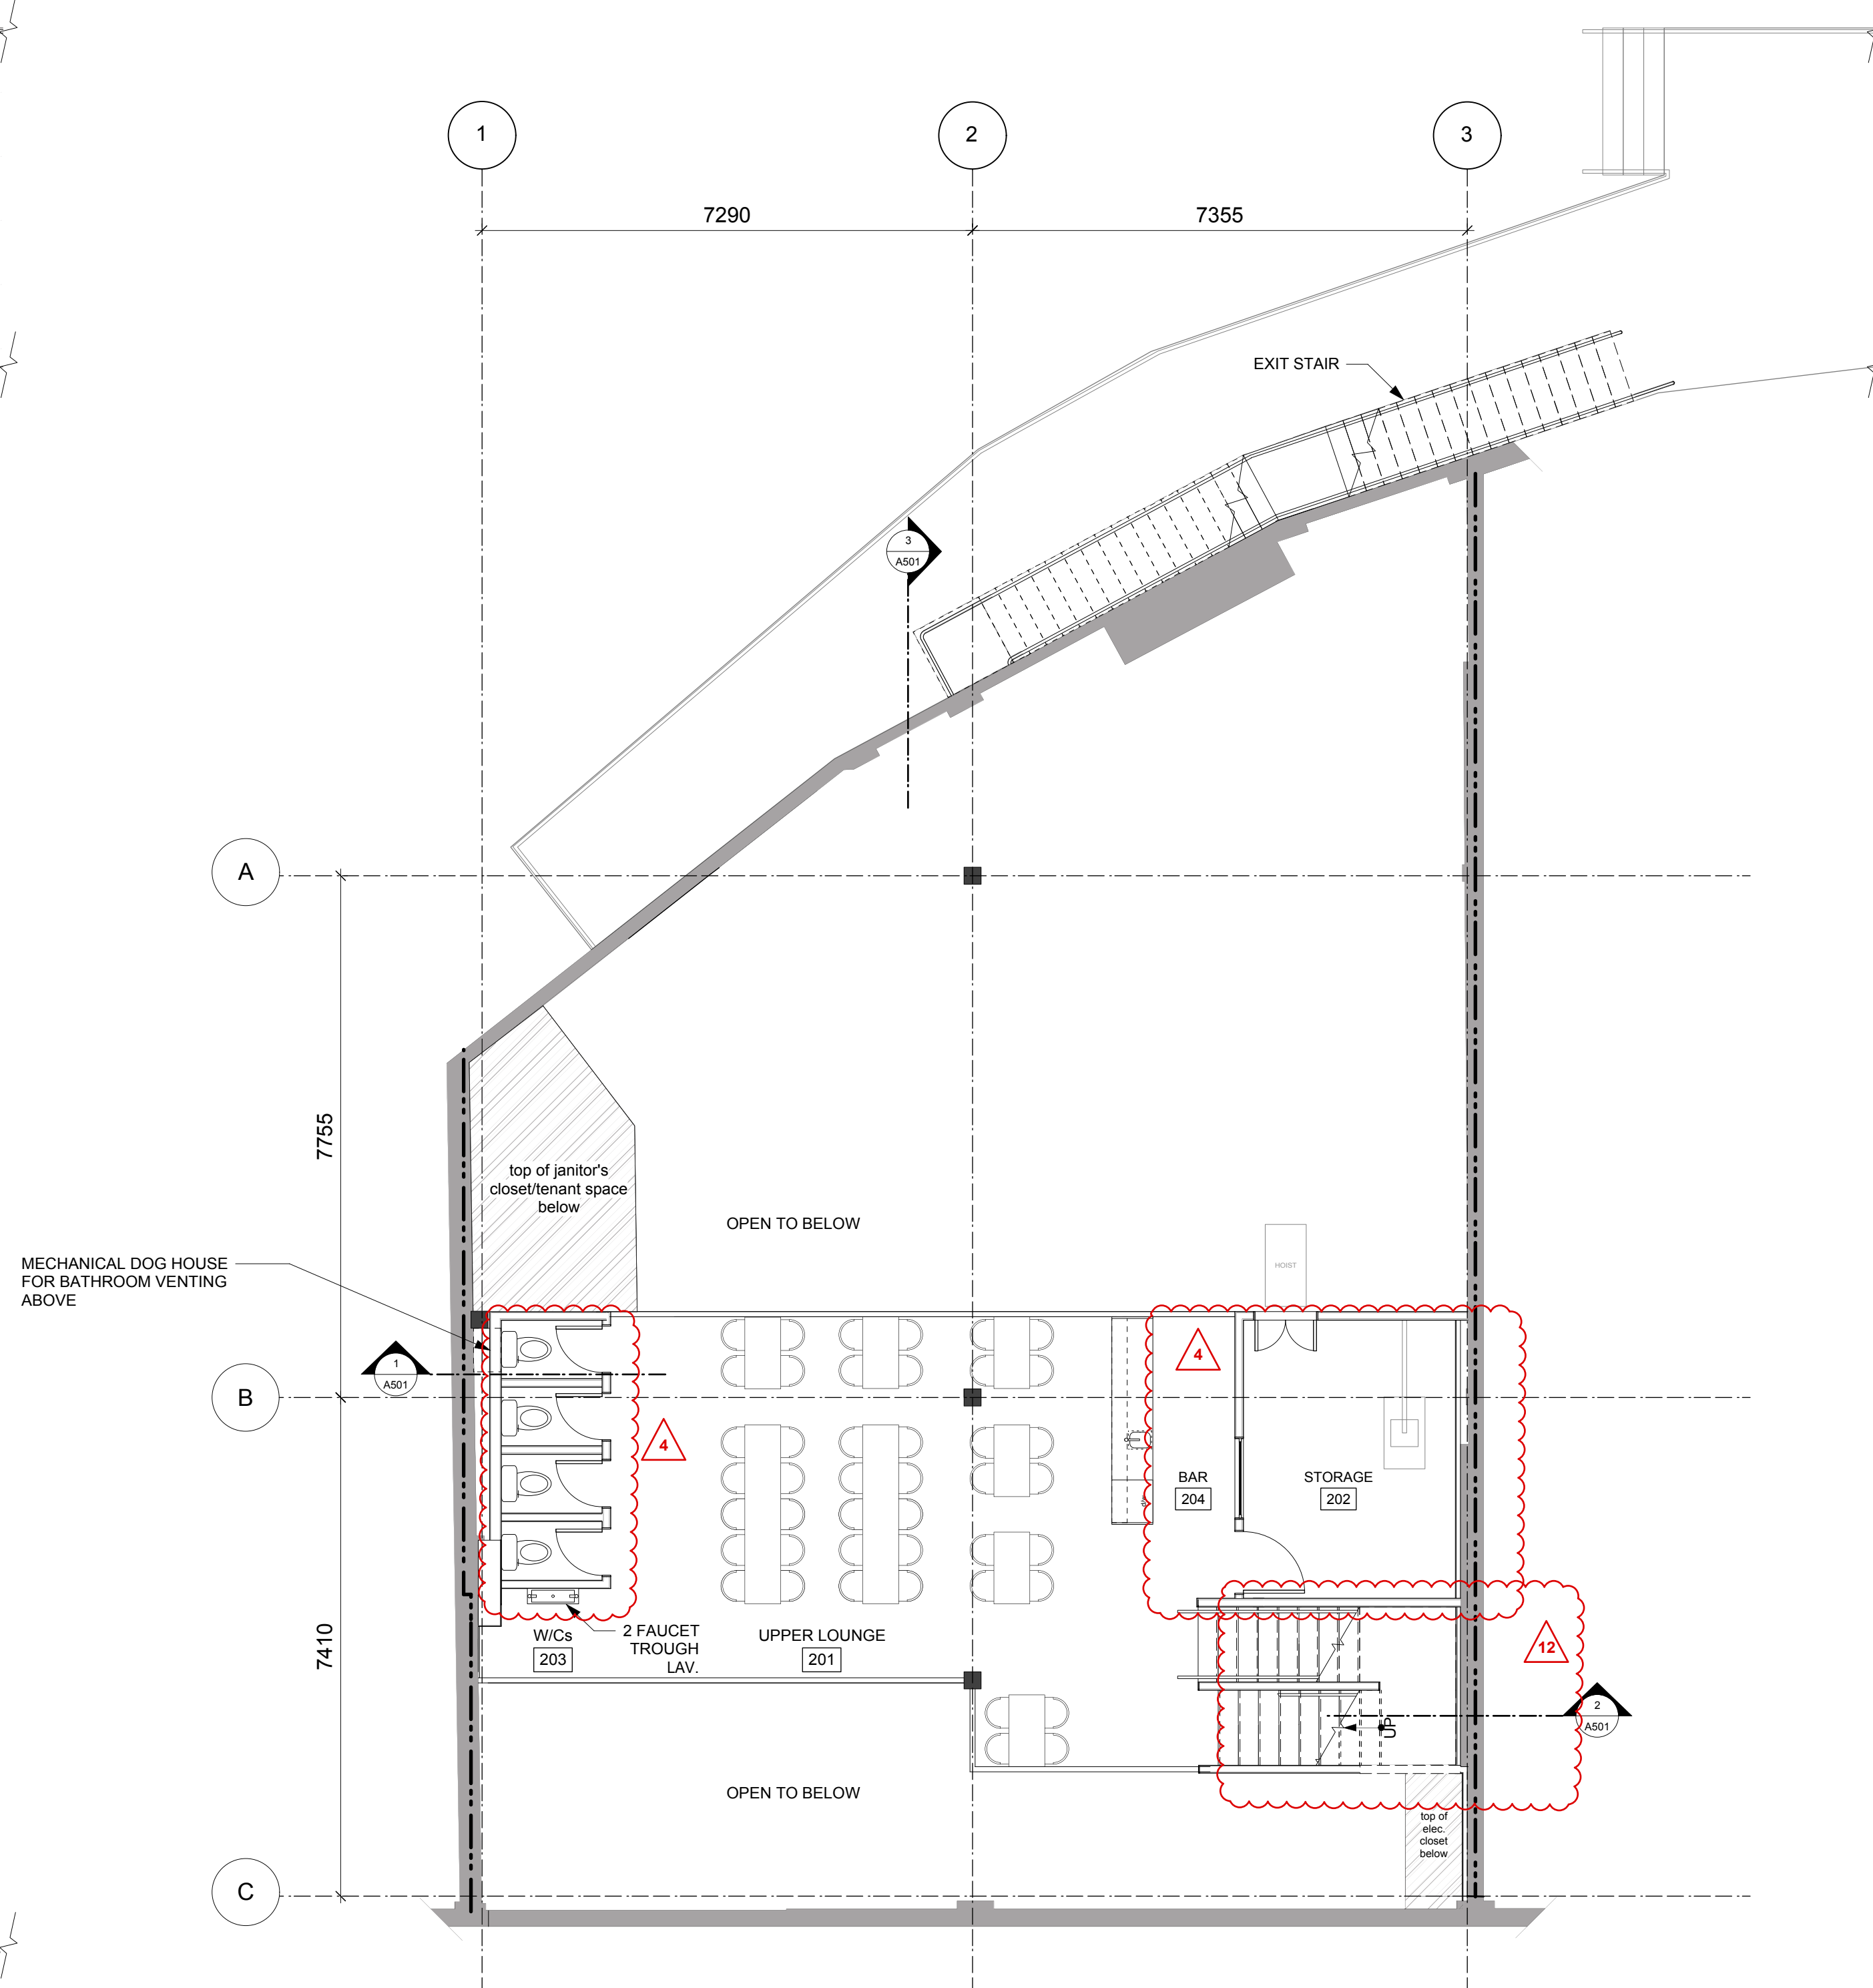 1
2
3
7290
7355
EXIT STAIR
3
A501
A
7755
top of janitor's
closet/tenant space
below
OPEN TO BELOW
MECHANICAL DOG HOUSE
FOR BATHROOM VENTING
ABOVE
HOIST
1
A501
4
B
4
BAR
204
STORAGE
202
7410
W/Cs
203
2 FAUCET
TROUGH
LAV.
UPPER LOUNGE
201
12
2
A501
UP
OPEN TO BELOW
top of
elec.
closet
below
C